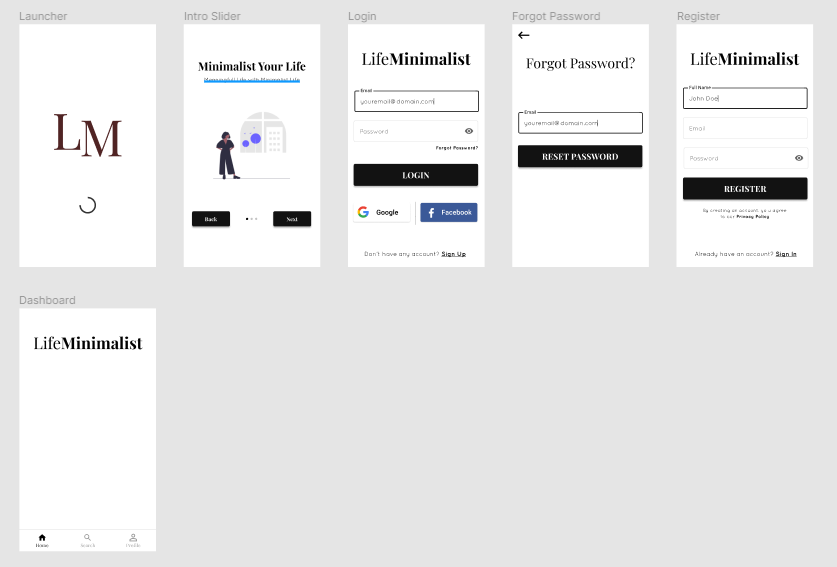 Launcher
LM
Intro Slider
Minimalist Your Life
Meaningfull Life with Minimalist Life
Back
Next
Login
LifeMinimalist
Email
youremail@domain.com
Password
Forgot Password?
LOGIN
Google
Facebook
Don't have any account? Sign Up
Forgot Password
Forgot Password?
Email
youremail@domain.com
RESET PASSWORD
Register
LifeMinimalist
Full Name
John Doe
Email
Password
REGISTER
By creating an account, you agree
to our Privacy Policy
Already have an account? Sign In
Dashboard
LifeMinimalist
Home
Search
Profile